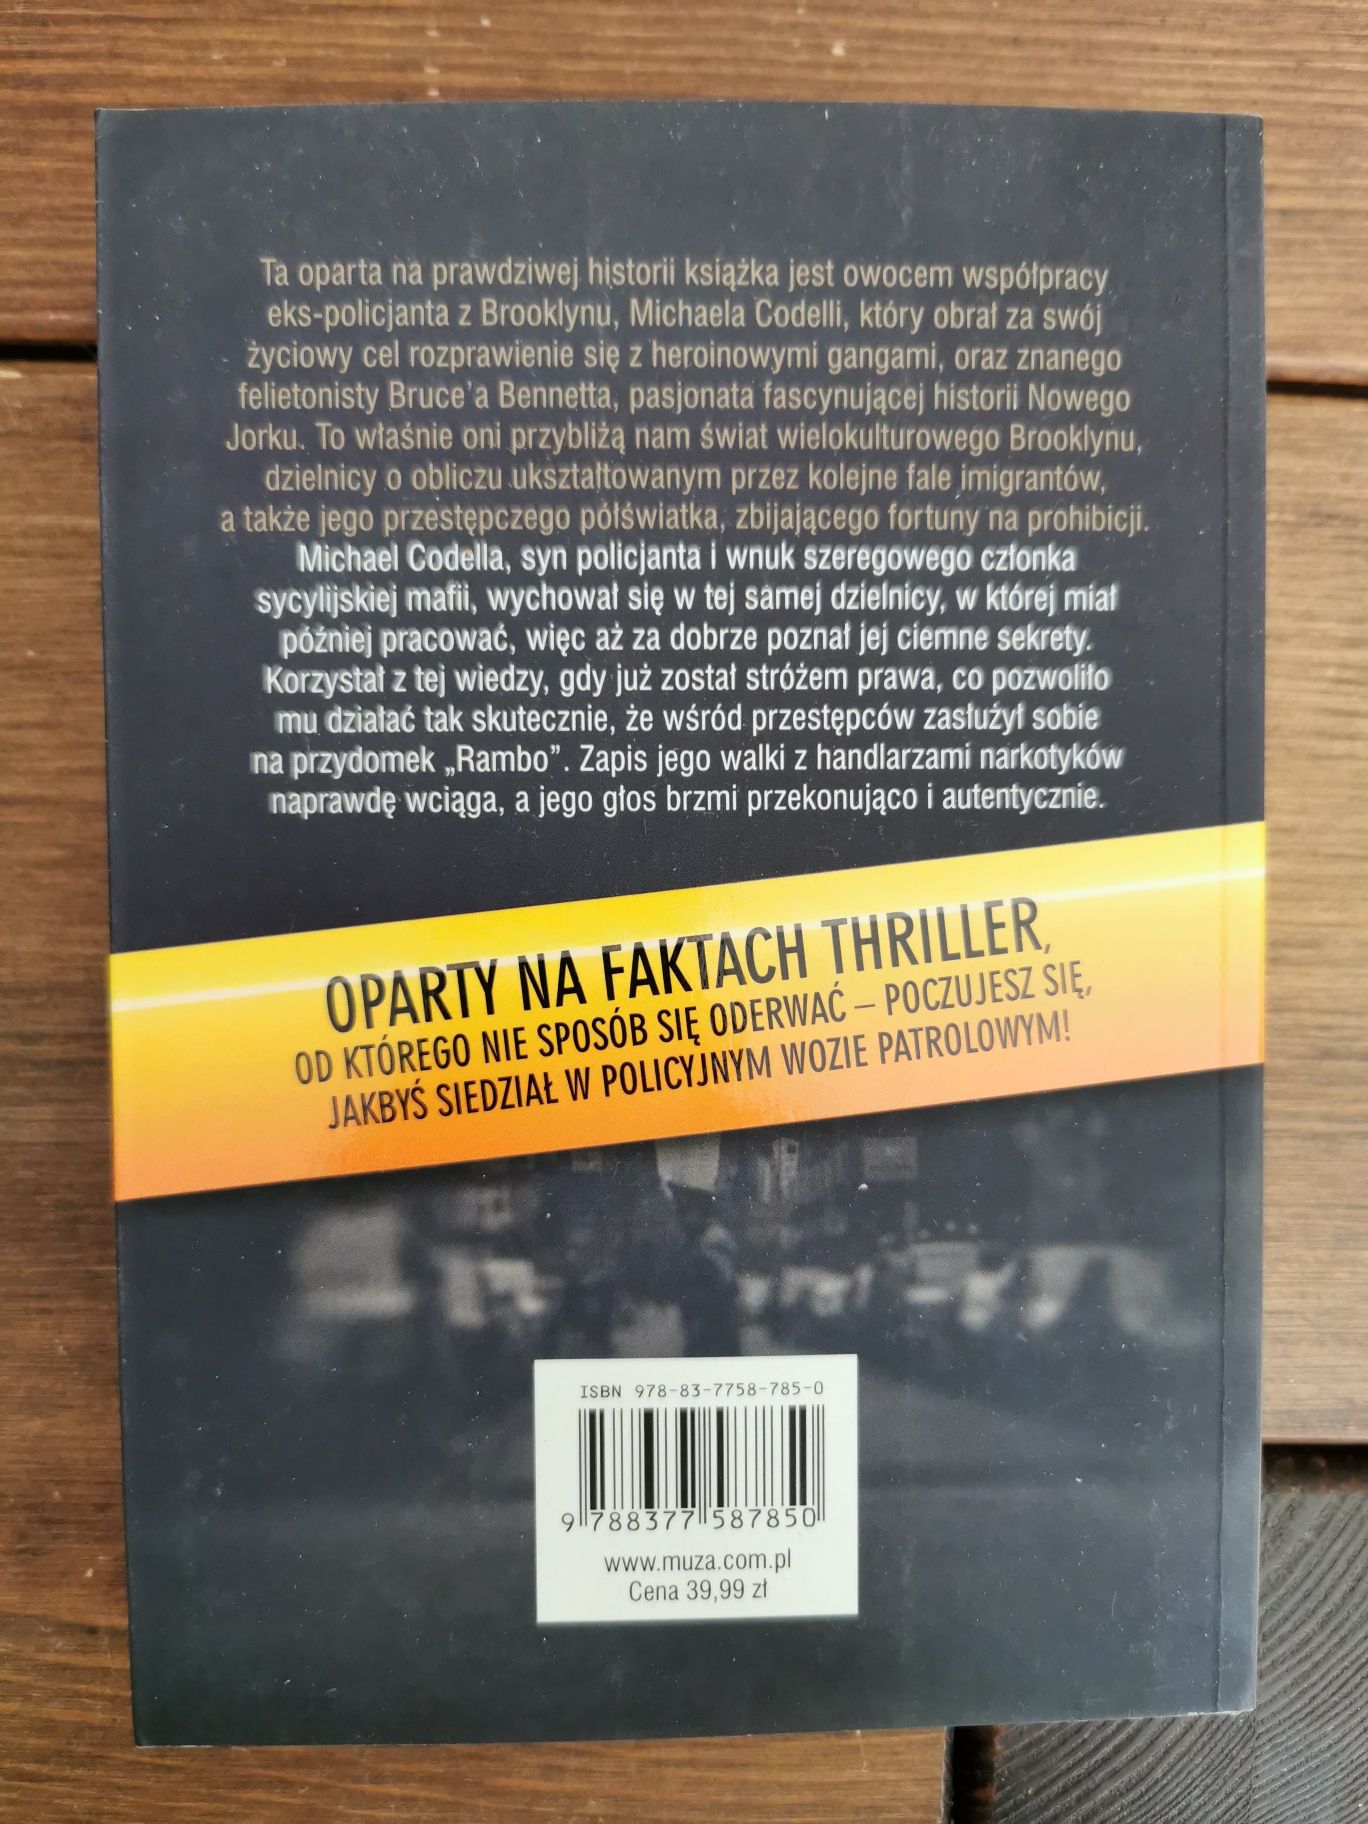 Ta oparta na prawdziwej historii książka jest owocem współpracy
eks-policjanta z Brooklynu, Michaela Codelli, który obrał za swój
życiowy cel rozprawienie się z heroinowymi gangami, oraz znanego
felietonisty Bruce'a Bennetta, pasjonata fascynującej historii Nowego
Jorku. To właśnie oni przybliżą nam świat wielokulturowego Brooklynu,
dzielnicy o obliczu ukształtowanym przez kolejne fale imigrantów,
a także jego przestępczego półświatka, zbijającego fortuny na prohibicji.
Michael Codella, syn policjanta i wnuk szeregowego członka
sycylijskiej mafii, wychował się w tej samej dzielnicy, w której miał
później pracować, więc aż za dobrze poznał jej ciemne sekrety.
Korzystał z tej wiedzy, gdy już został stróżem prawa, co pozwoliło
mu działać tak skutecznie, że wśród przestępców zasłużył sobie
na przydomek „Rambo”. Zapis jego walki z handlarzami narkotyków
naprawdę wciąga, a jego głos brzmi przekonująco i autentycznie.
OPARTY NA FAKTACH THRILLER,
OD KTÓREGO NIE SPOSÓB SIĘ ODERWAĆ – POCZUJESZ SIĘ,
JAKBYŚ SIEDZIAŁ W POLICYJNYM WOZIE PATROLOWYM!
ISBN 978-83-7758-785-0
9 788377 587850
www.muza.com.pl
Cena 39,99 zł